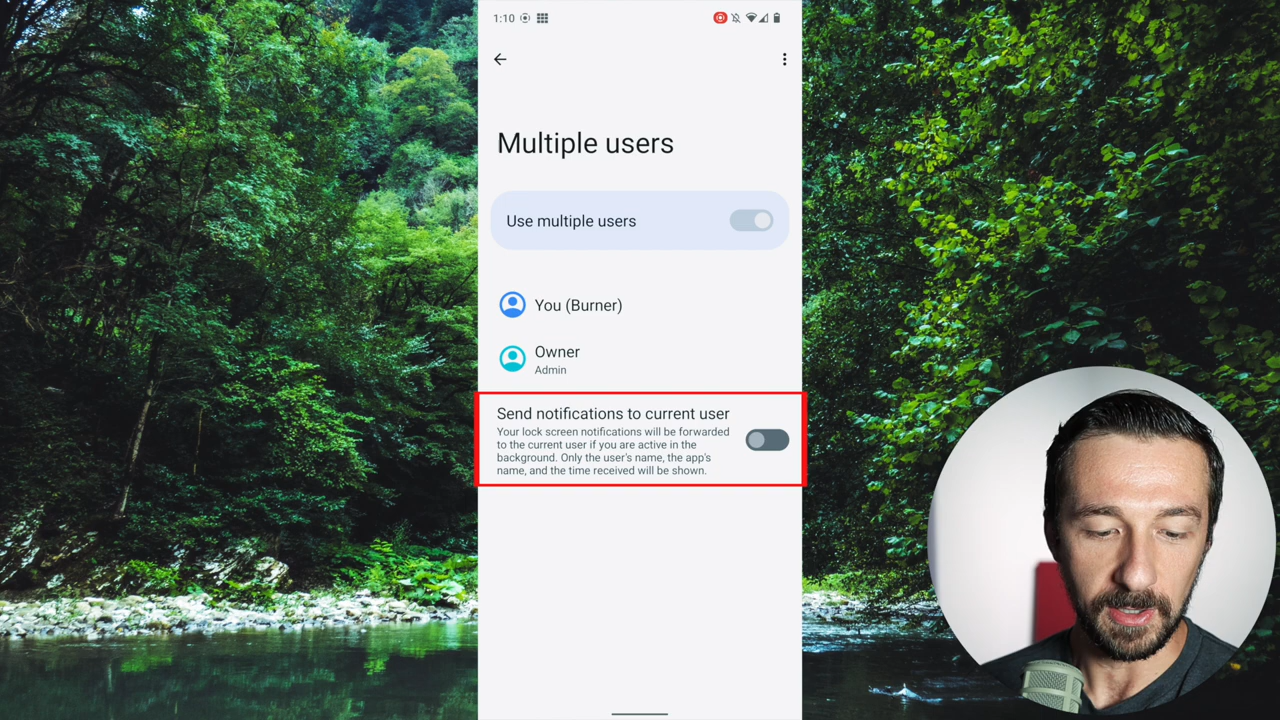 1:10
Multiple users
Use multiple users
You (Burner)
Owner
Admin
Send notifications to current user
Your lock screen notifications will be forwarded
to the current user if you are active in the
background. Only the user's name, the app's
name, and the time received will be shown.